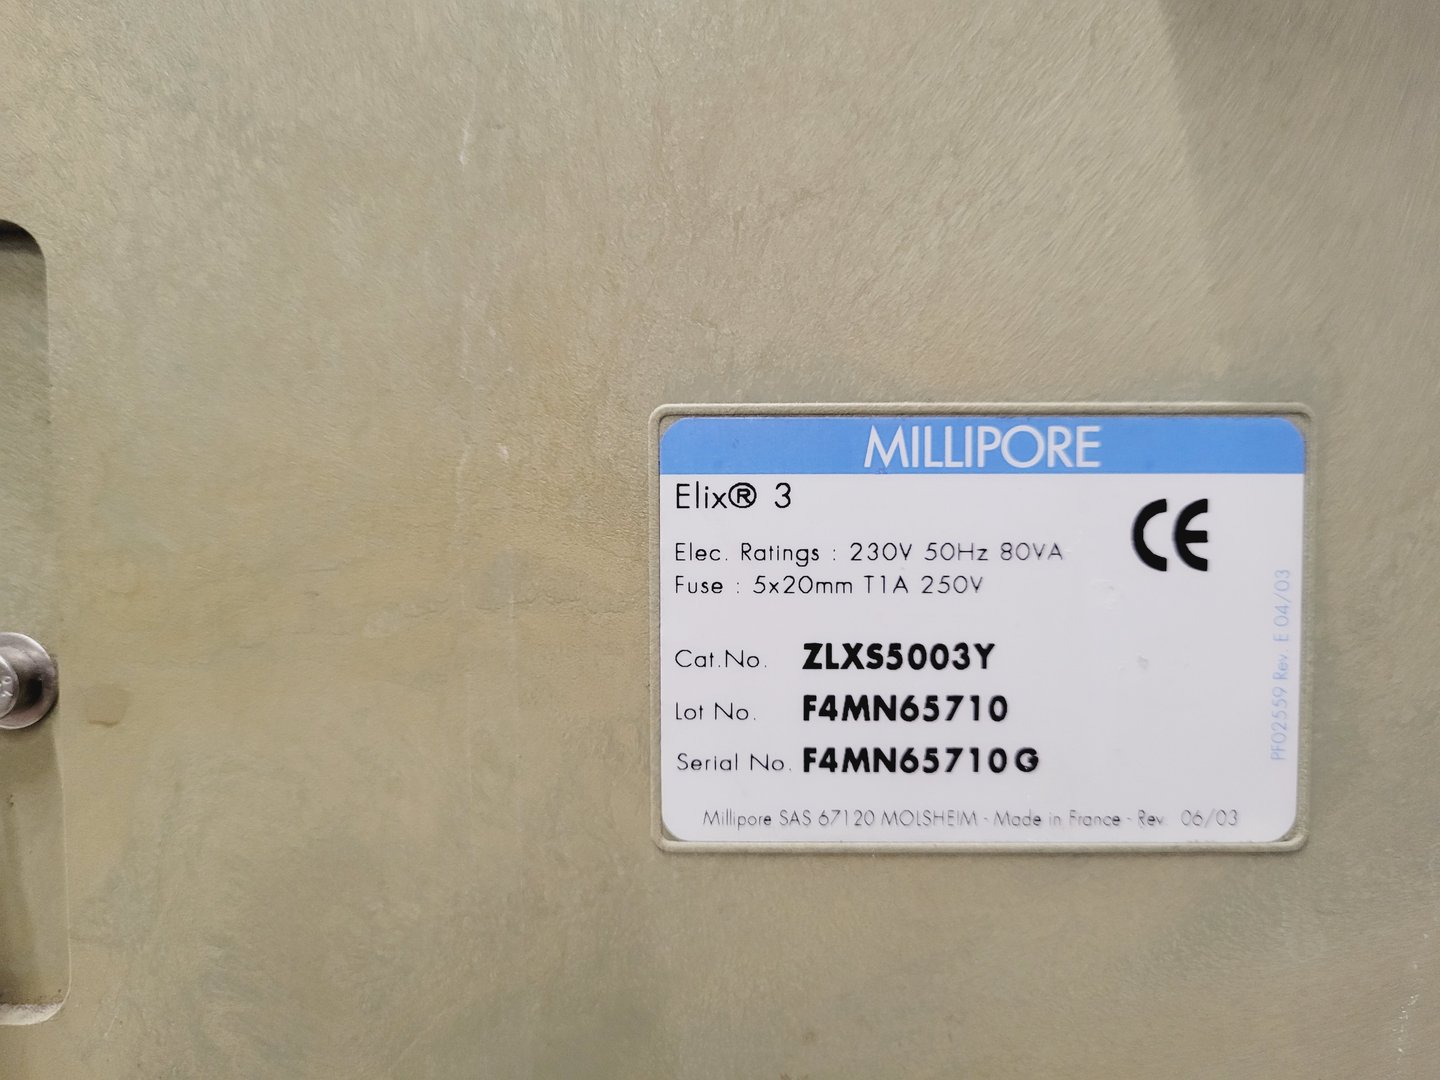 MILLIPORE
Elix® 3
CE
Elec. Ratings : 230V 50Hz 80VA
Fuse : 5x20mm T1A 250V
Cat.No. ZLXS5003Y
Lot No. F4MN65710
Serial No. F4MN65710G
Millipore SAS 67120 MOLSHEIM - Made in France - Rev. 06/03
PF02559 Rev. E 04/03